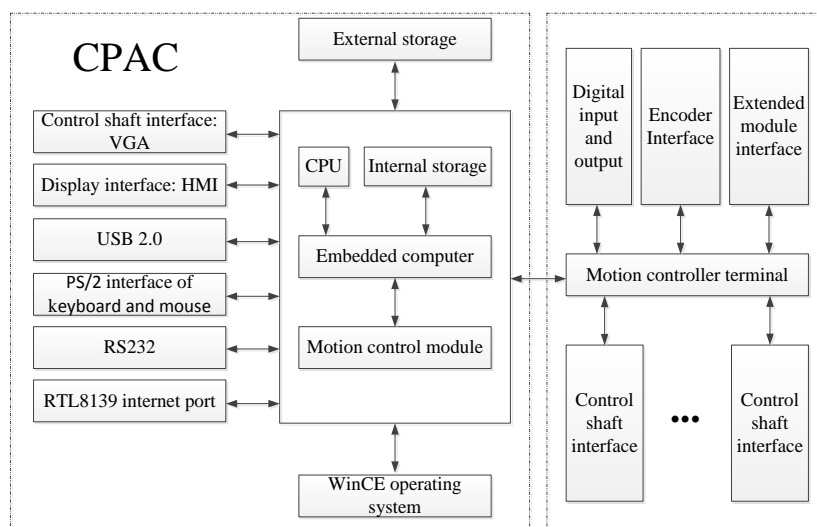 CPAC
External storage
Control shaft interface:
VGA
Display interface: HMI
USB 2.0
PS/2 interface of
keyboard and mouse
RS232
RTL8139 internet port
CPU
Internal storage
Embedded computer
Motion control module
WinCE operating
system
Digital
input
and
output
Encoder
Interface
Extended
module
interface
Motion controller terminal
Control
shaft
interface
...
Control
shaft
interface